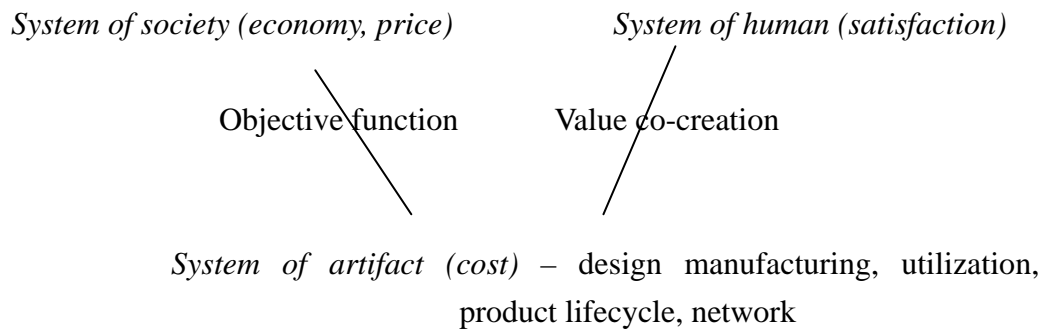 System of society (economy, price) System of human (satisfaction)
Objective function Value co-creation
System of artifact (cost) – design manufacturing, utilization,
product lifecycle, network